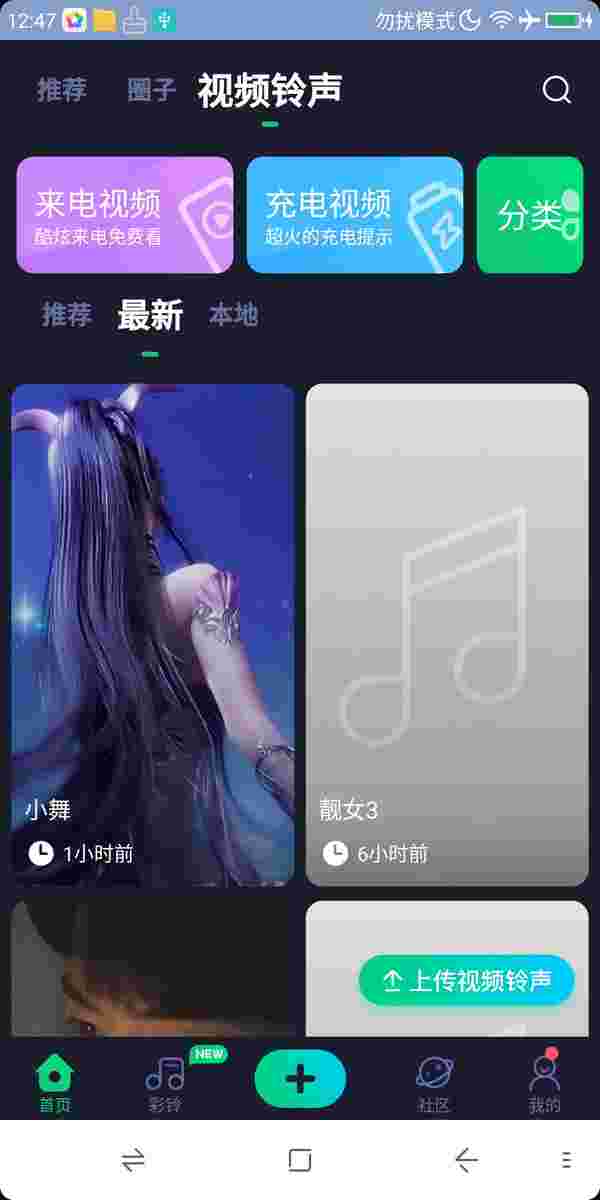 12:47 勿扰模式
推荐 圈子 视频铃声
来电视频 充电视频 分类
酷炫来电免费看 超火的充电提示
推荐 最新 本地
小舞 靓女3
1小时前 6小时前
上传视频铃声
NEW
首页 彩铃 社区 我的